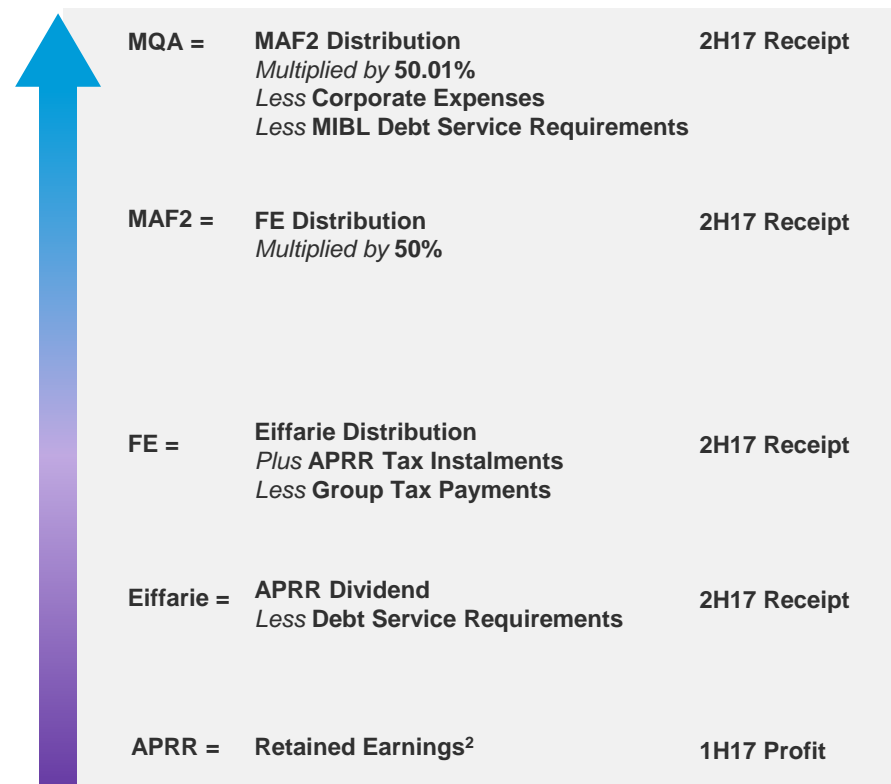 MQA = MAF2 Distribution 2H17 Receipt
Multiplied by 50.01%
Less Corporate Expenses
Less MIBL Debt Service Requirements
MAF2 = FE Distribution 2H17 Receipt
Multiplied by 50%
FE = Eiffarie Distribution 2H17 Receipt
Plus APRR Tax Instalments
Less Group Tax Payments
Eiffarie = APRR Dividend 2H17 Receipt
Less Debt Service Requirements
APRR = Retained Earnings² 1H17 Profit